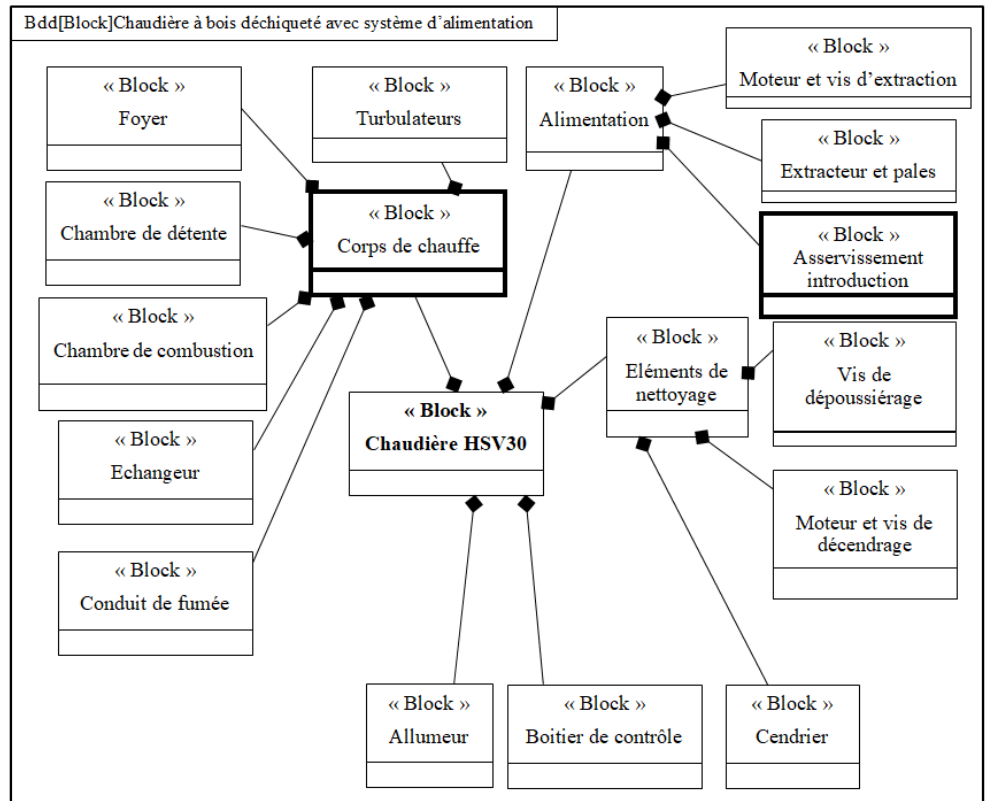 Bdd[Block]Chaudière à bois déchiqueté avec système d’alimentation
« Block »
Foyer
« Block »
Turbulateurs
« Block »
Alimentation
« Block »
Moteur et vis d’extraction
« Block »
Extracteur et pales
« Block »
Chambre de détente
« Block »
Corps de chauffe
« Block »
Asservissement
introduction
« Block »
Chambre de combustion
« Block »
Eléments de
nettoyage
« Block »
Vis de
dépoussiérage
« Block »
Chaudière HSV30
« Block »
Echangeur
« Block »
Moteur et vis de
décendrage
« Block »
Conduit de fumée
« Block »
Allumeur
« Block »
Boitier de contrôle
« Block »
Cendrier